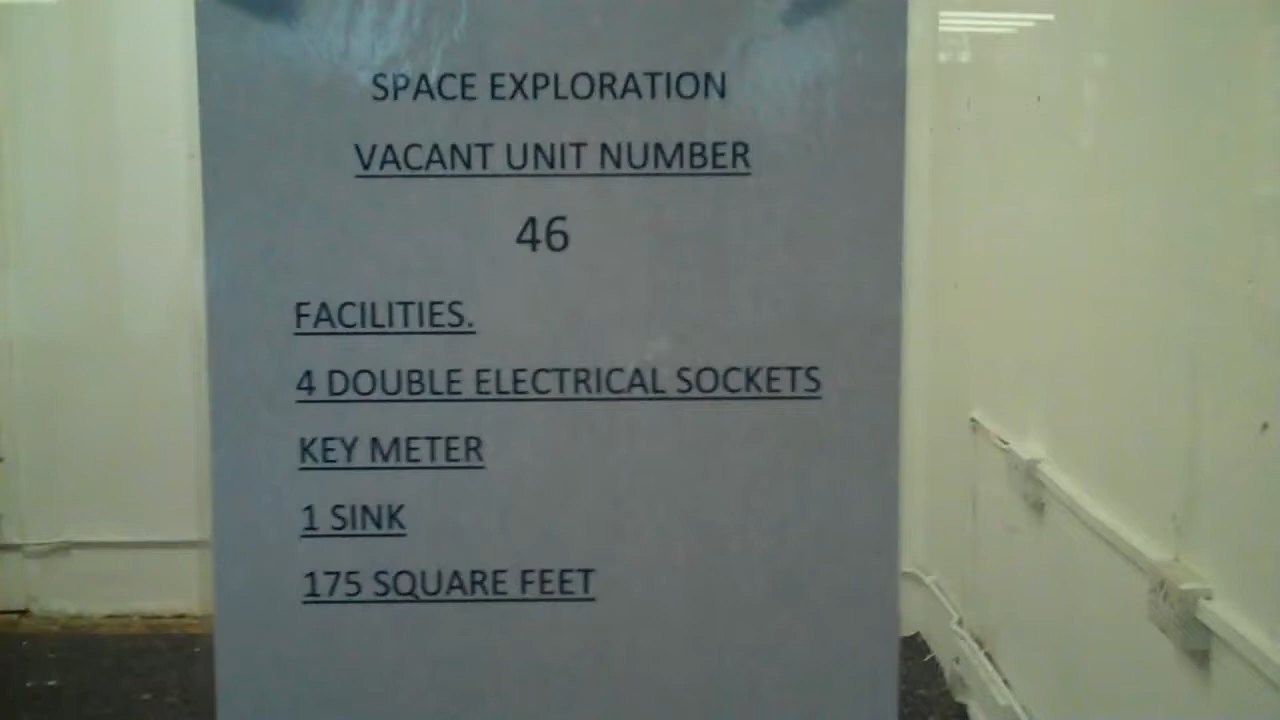 SPACE EXPLORATION
VACANT UNIT NUMBER
46
FACILITIES.
4 DOUBLE ELECTRICAL SOCKETS
KEY METER
1 SINK
175 SQUARE FEET